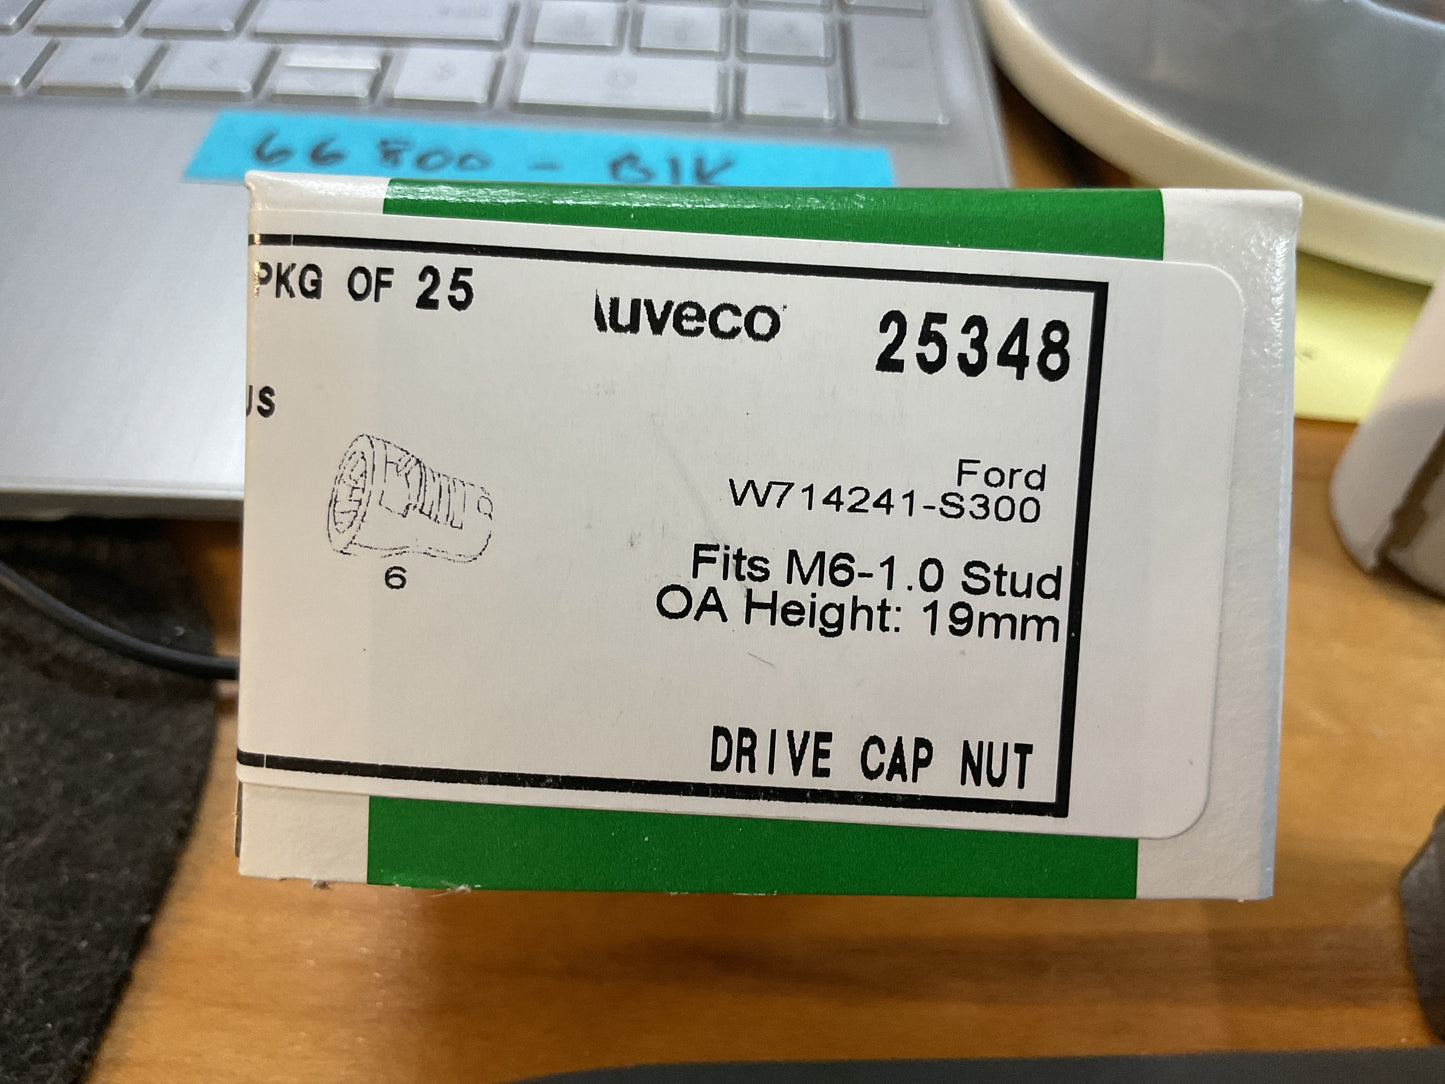 66800 - BLK
PKG OF 25
auveco
25348
US
Ford
W714241-S300
6
Fits M6-1.0 Stud
OA Height: 19mm
DRIVE CAP NUT